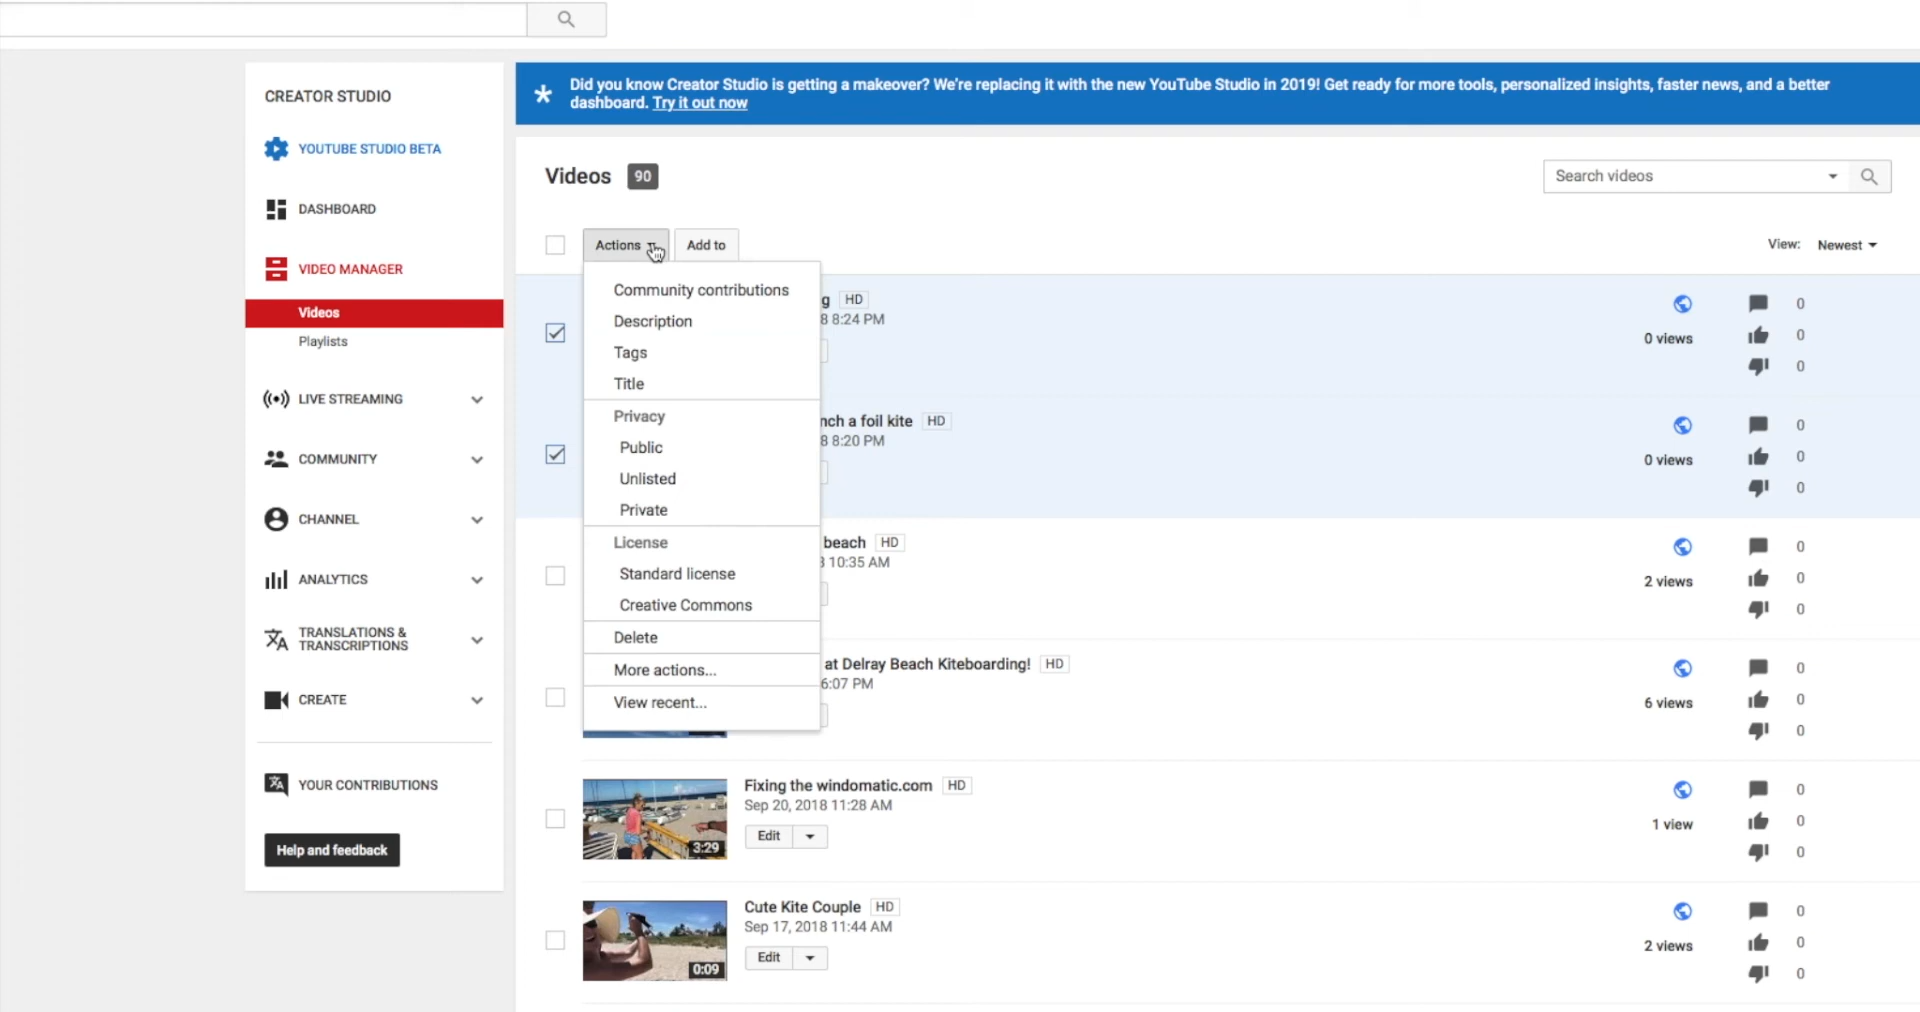 CREATOR STUDIO
YOUTUBE STUDIO BETA
DASHBOARD
VIDEO MANAGER
Videos
Playlists
LIVE STREAMING
COMMUNITY
CHANNEL
ANALYTICS
TRANSLATIONS &
TRANSCRIPTIONS
CREATE
YOUR CONTRIBUTIONS
Help and feedback
Did you know Creator Studio is getting a makeover? We're replacing it with the new YouTube Studio in 2019! Get ready for more tools, personalized insights, faster news, and a better
dashboard. Try it out now
Videos 90
Search videos
Actions Add to
View: Newest
Community contributions
Description
Tags
Title
Privacy
Public
Unlisted
Private
License
Standard license
Creative Commons
Delete
More actions...
View recent...
g HD
8 8:24 PM
0 views
0
0
0
nch a foil kite HD
8 8:20 PM
0 views
0
0
0
beach HD
10:35 AM
2 views
0
0
0
at Delray Beach Kiteboarding! HD
6:07 PM
6 views
0
0
0
Fixing the windomatic.com HD
Sep 20, 2018 11:28 AM
Edit
3:29
1 view
0
0
0
Cute Kite Couple HD
Sep 17, 2018 11:44 AM
Edit
0:09
2 views
0
0
0